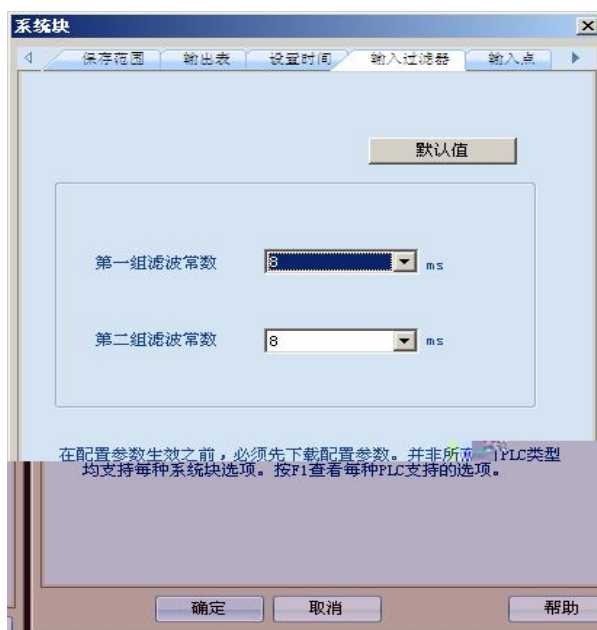 系统块
保存范围 输出表 设置时间 输入过滤器 输入点
默认值
第一组滤波常数 8 ms
第二组滤波常数 8 ms
在配置参数生效之前，必须先下载配置参数。并非所 PLC类型
均支持每种系统块选项。按F1查看每种PLC支持的选项。
确定 取消 帮助